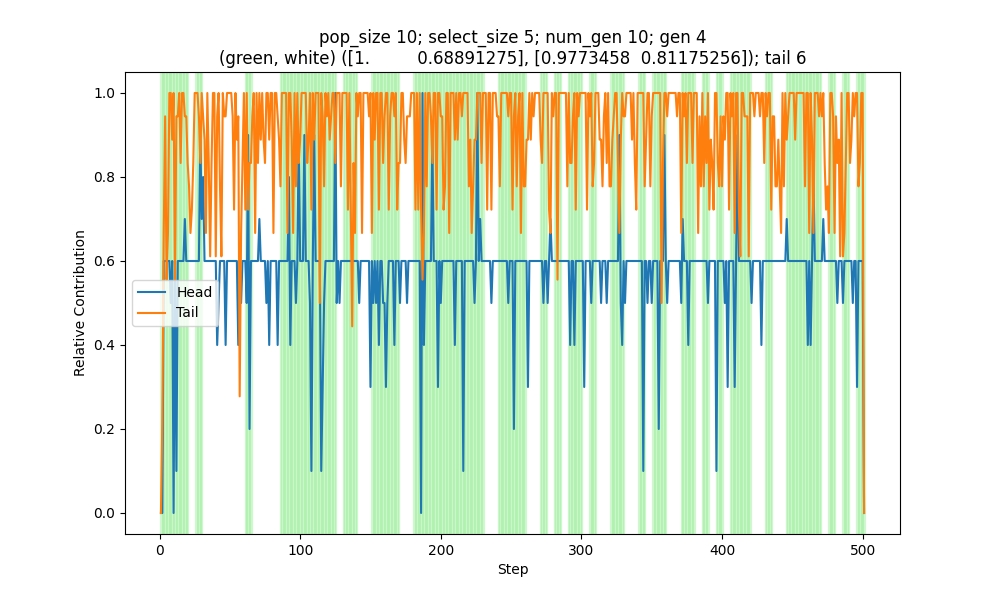 pop_size 10; select_size 5; num_gen 10; gen 4
(green, white) ([1.         0.68891275], [0.9773458  0.81175256]); tail 6
1.0
0.8
0.6
0.4
0.2
0.0
Relative Contribution
Head
Tail
0
100
200
300
400
500
Step